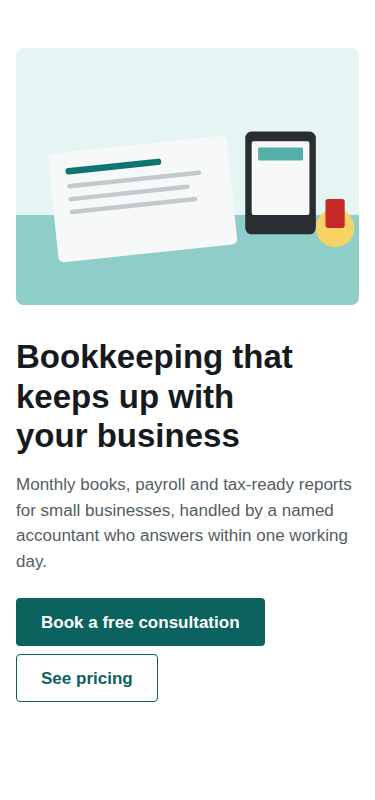 Bookkeeping that
keeps up with
your business
Monthly books, payroll and tax-ready reports
for small businesses, handled by a named
accountant who answers within one working
day.
Book a free consultation
See pricing